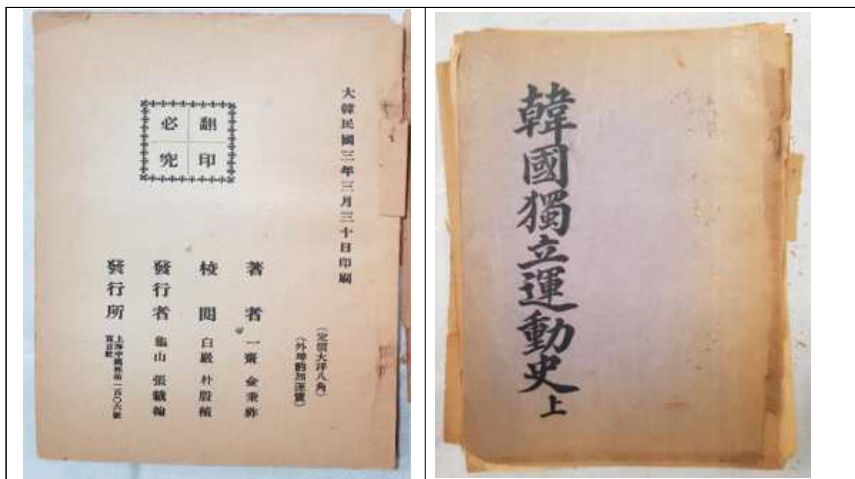 大韓民國三年三月三十日印刷
(定價大洋八角)
(外埠酌加運費)
著者 一齋 金秉祚
校閱 白巖 朴殷植
發行者 龜山 張載
發行所
翻印
必究
韓國獨立運動史上